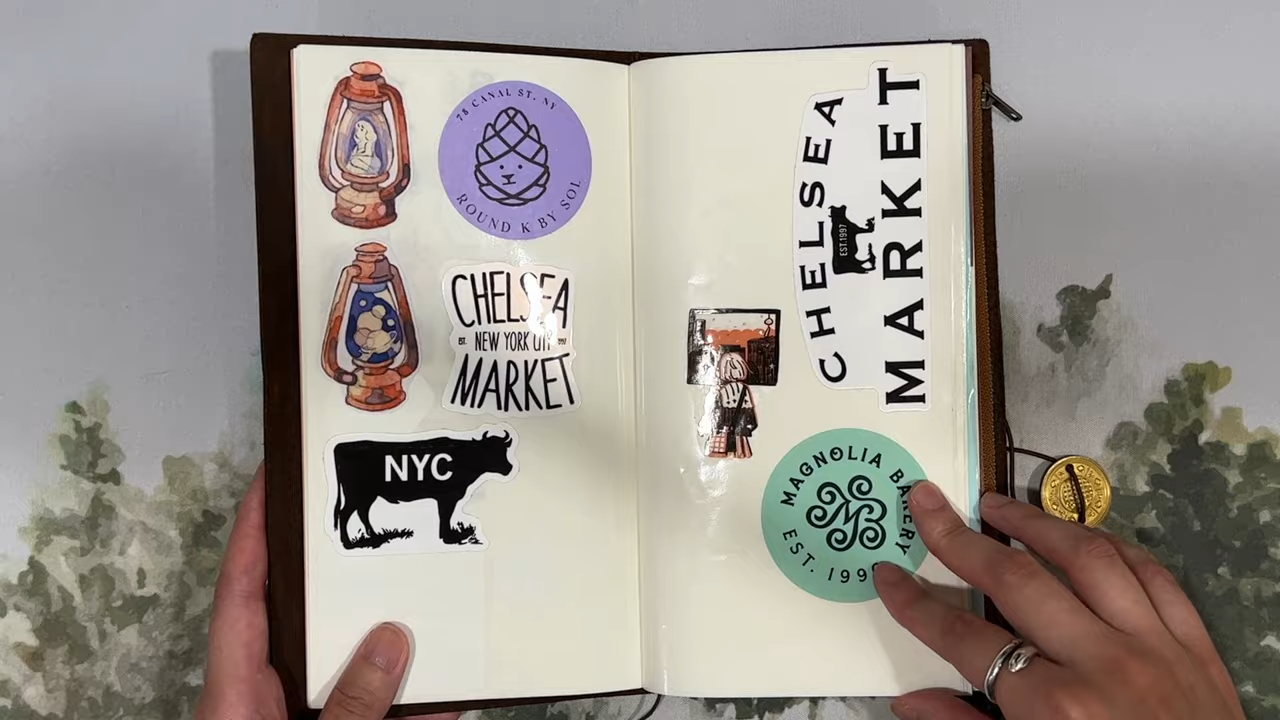 78 CANAL ST. NY
ROUND K BY SOL
CHELSEA
EST. NEW YORK CITY 1997
MARKET
NYC
CHELSEA
EST. 1997
MARKET
MAGNOLIA BAKERY
MB
EST. 1996